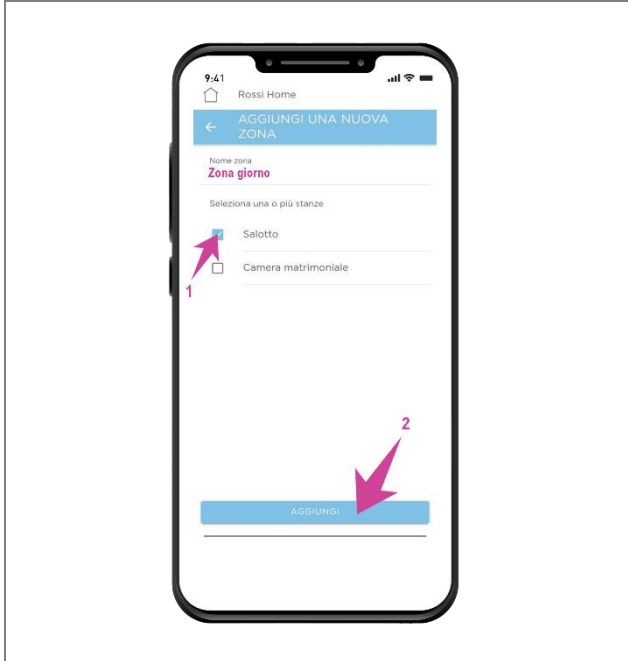 9:41
Rossi Home
AGGIUNGI UNA NUOVA
ZONA
Nome zona
Zona giorno
Seleziona una o più stanze
Salotto
Camera matrimoniale
1
2
AGGIUNGI